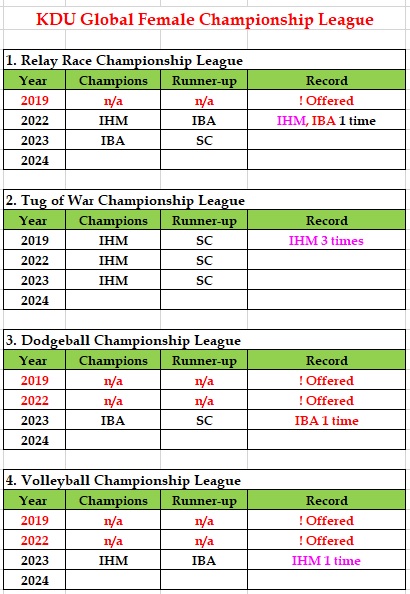 KDU Global Female Championship League
1. Relay Race Championship League
Year Champions Runner-up Record
2019 n/a n/a ! Offered
2022 IHM IBA IHM, IBA 1 time
2023 IBA SC
2024
2. Tug of War Championship League
Year Champions Runner-up Record
2019 IHM SC IHM 3 times
2022 IHM SC
2023 IHM SC
2024
3. Dodgeball Championship League
Year Champions Runner-up Record
2019 n/a n/a ! Offered
2022 n/a n/a ! Offered
2023 IBA SC IBA 1 time
2024
4. Volleyball Championship League
Year Champions Runner-up Record
2019 n/a n/a ! Offered
2022 n/a n/a ! Offered
2023 IHM IBA IHM 1 time
2024